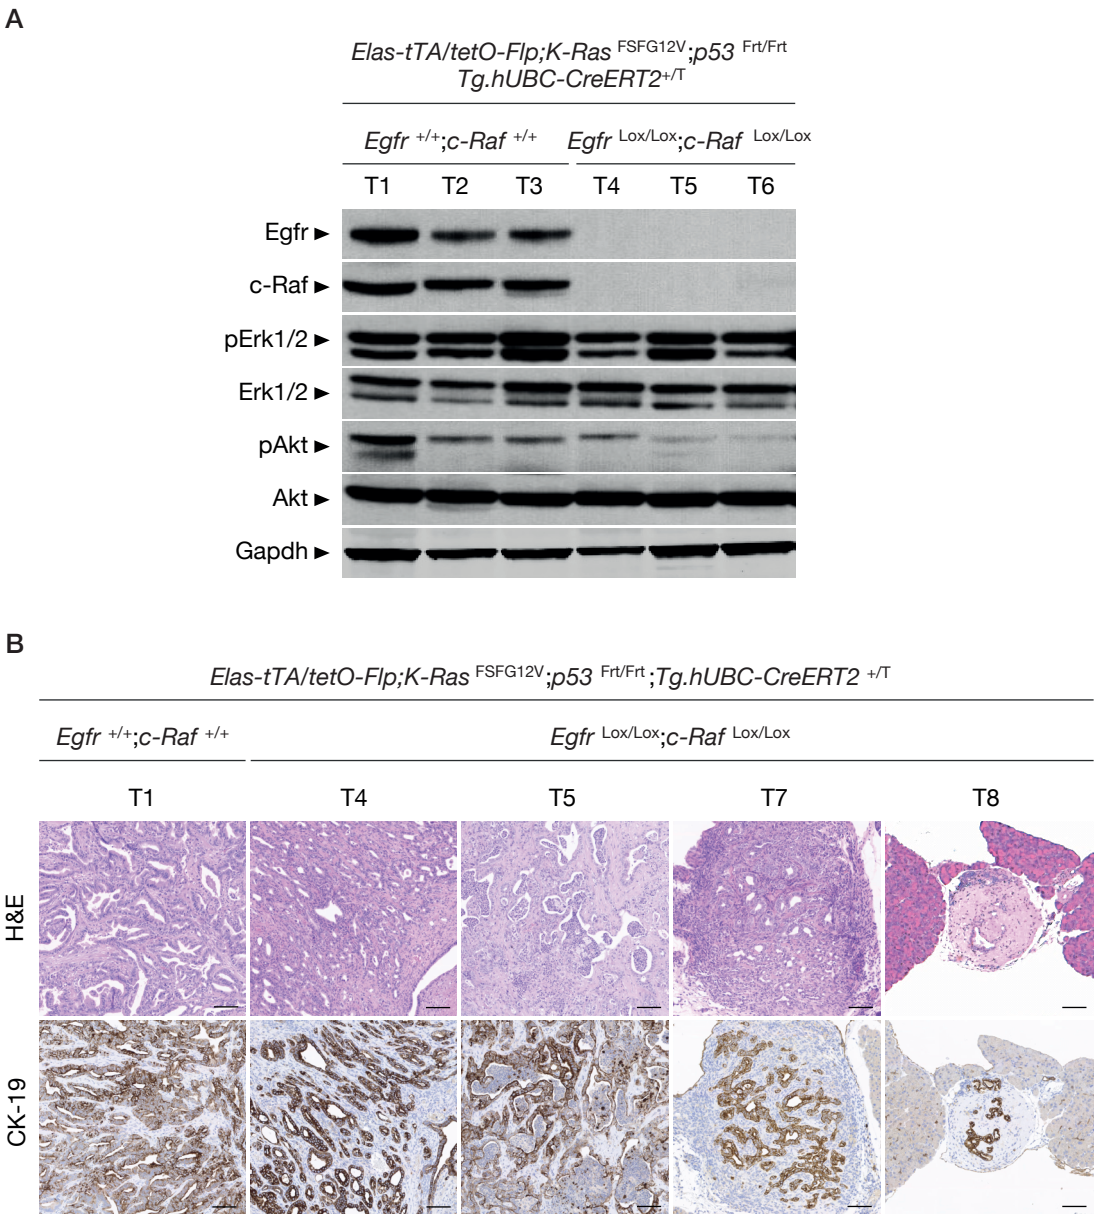 A
Elas-tTA/tetO-Flp;K-Ras FSFG12V;p53 Frt/Frt
Tg.hUBC-CreERT2+/T
Egfr +/+;c-Raf +/+ Egfr Lox/Lox;c-Raf Lox/Lox
T1 T2 T3 T4 T5 T6
Egfr
c-Raf
pErk1/2
Erk1/2
pAkt
Akt
Gapdh
B
Elas-tTA/tetO-Flp;K-Ras FSFG12V;p53 Frt/Frt;Tg.hUBC-CreERT2 +/T
Egfr +/+;c-Raf +/+ Egfr Lox/Lox;c-Raf Lox/Lox
T1 T4 T5 T7 T8
H&E
CK-19